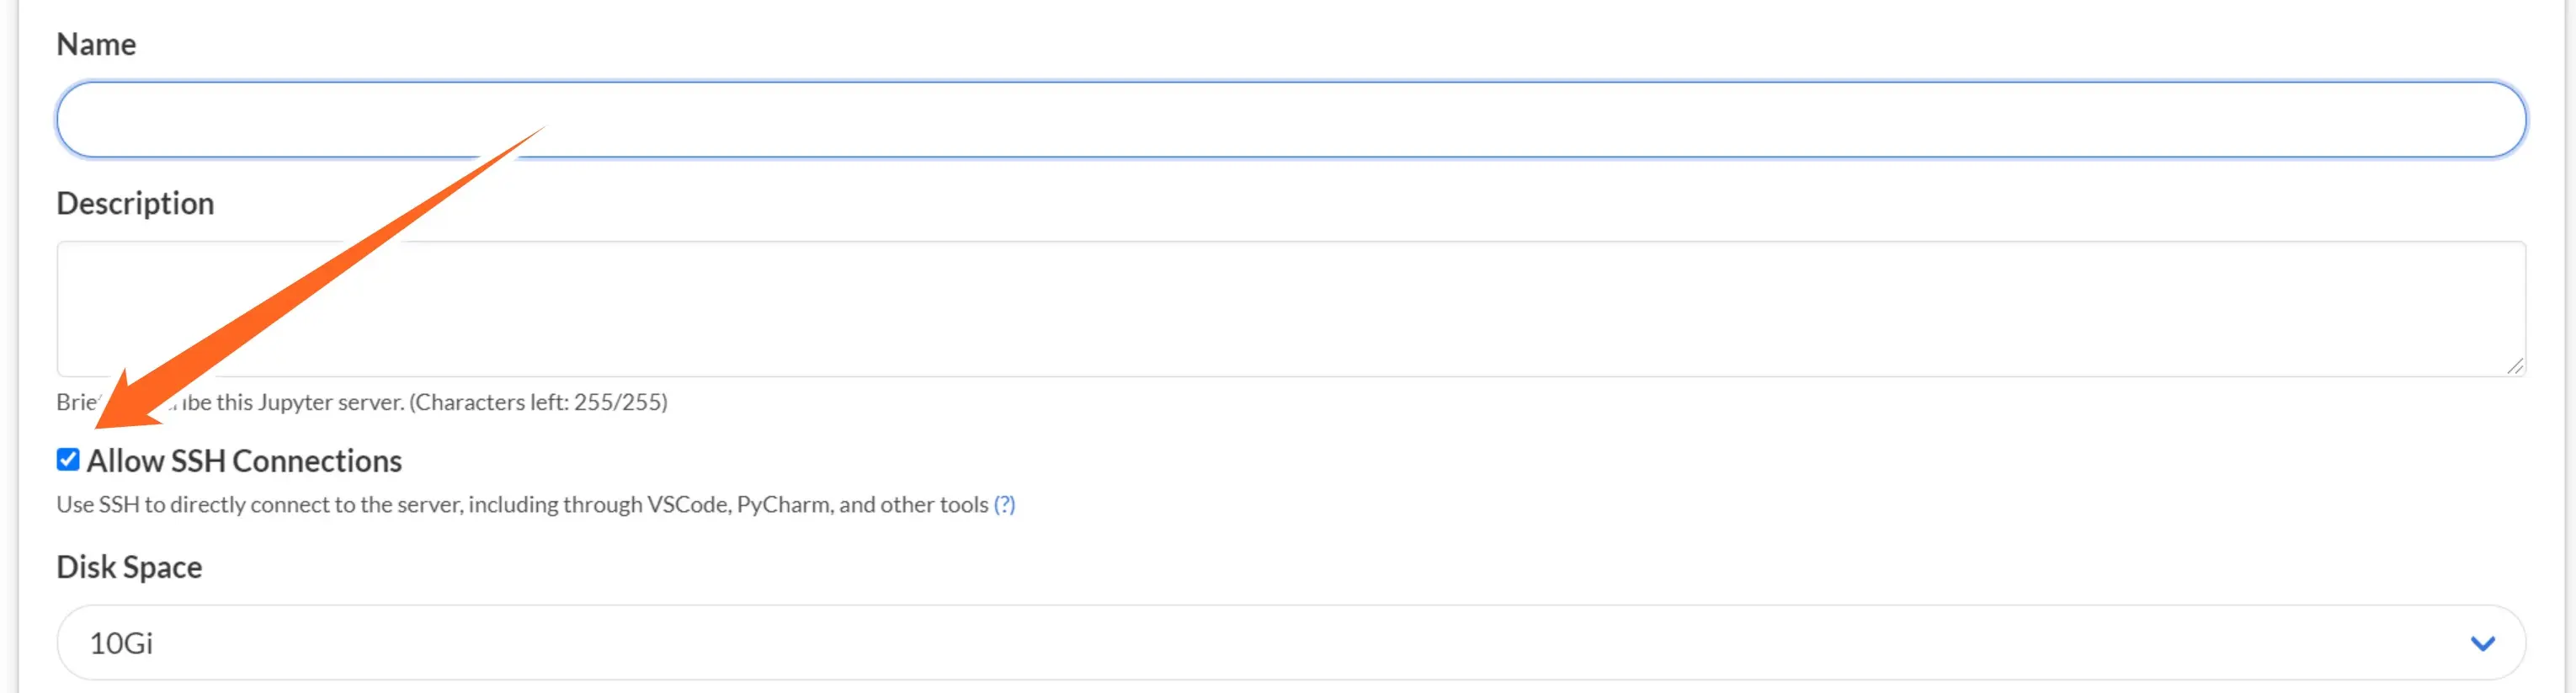 Name
Description
Brie ibe this Jupyter server. (Characters left: 255/255)
Allow SSH Connections
Use SSH to directly connect to the server, including through VSCode, PyCharm, and other tools (?)
Disk Space
10Gi